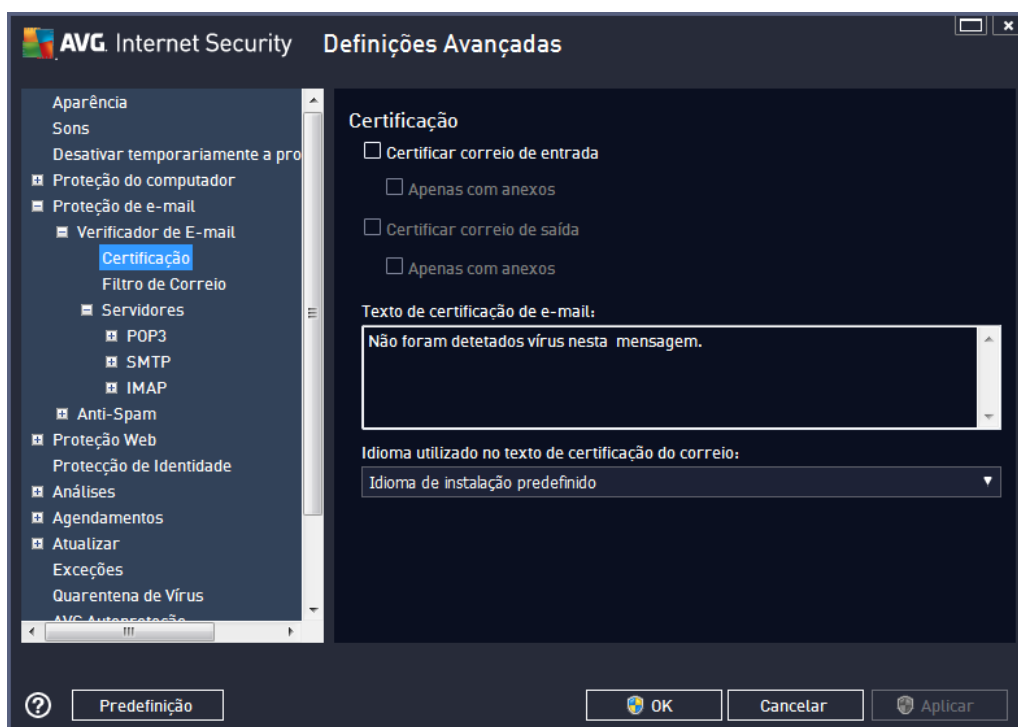 AVG. Internet Security Definições Avançadas
Aparência
Sons
Desativar temporariamente a pro
Proteção do computador
Proteção de e-mail
Verificador de E-mail
Certificação
Filtro de Correio
Servidores
POP3
SMTP
IMAP
Anti-Spam
Proteção Web
Protecção de Identidade
Análises
Agendamentos
Atualizar
Exceções
Quarentena de Vírus
AVG Autoproteção
Certificação
Certificar correio de entrada
Apenas com anexos
Certificar correio de saída
Apenas com anexos
Texto de certificação de e-mail:
Não foram detetados vírus nesta  mensagem.
Idioma utilizado no texto de certificação do correio:
Idioma de instalação predefinido
Predefinição
OK
Cancelar
Aplicar